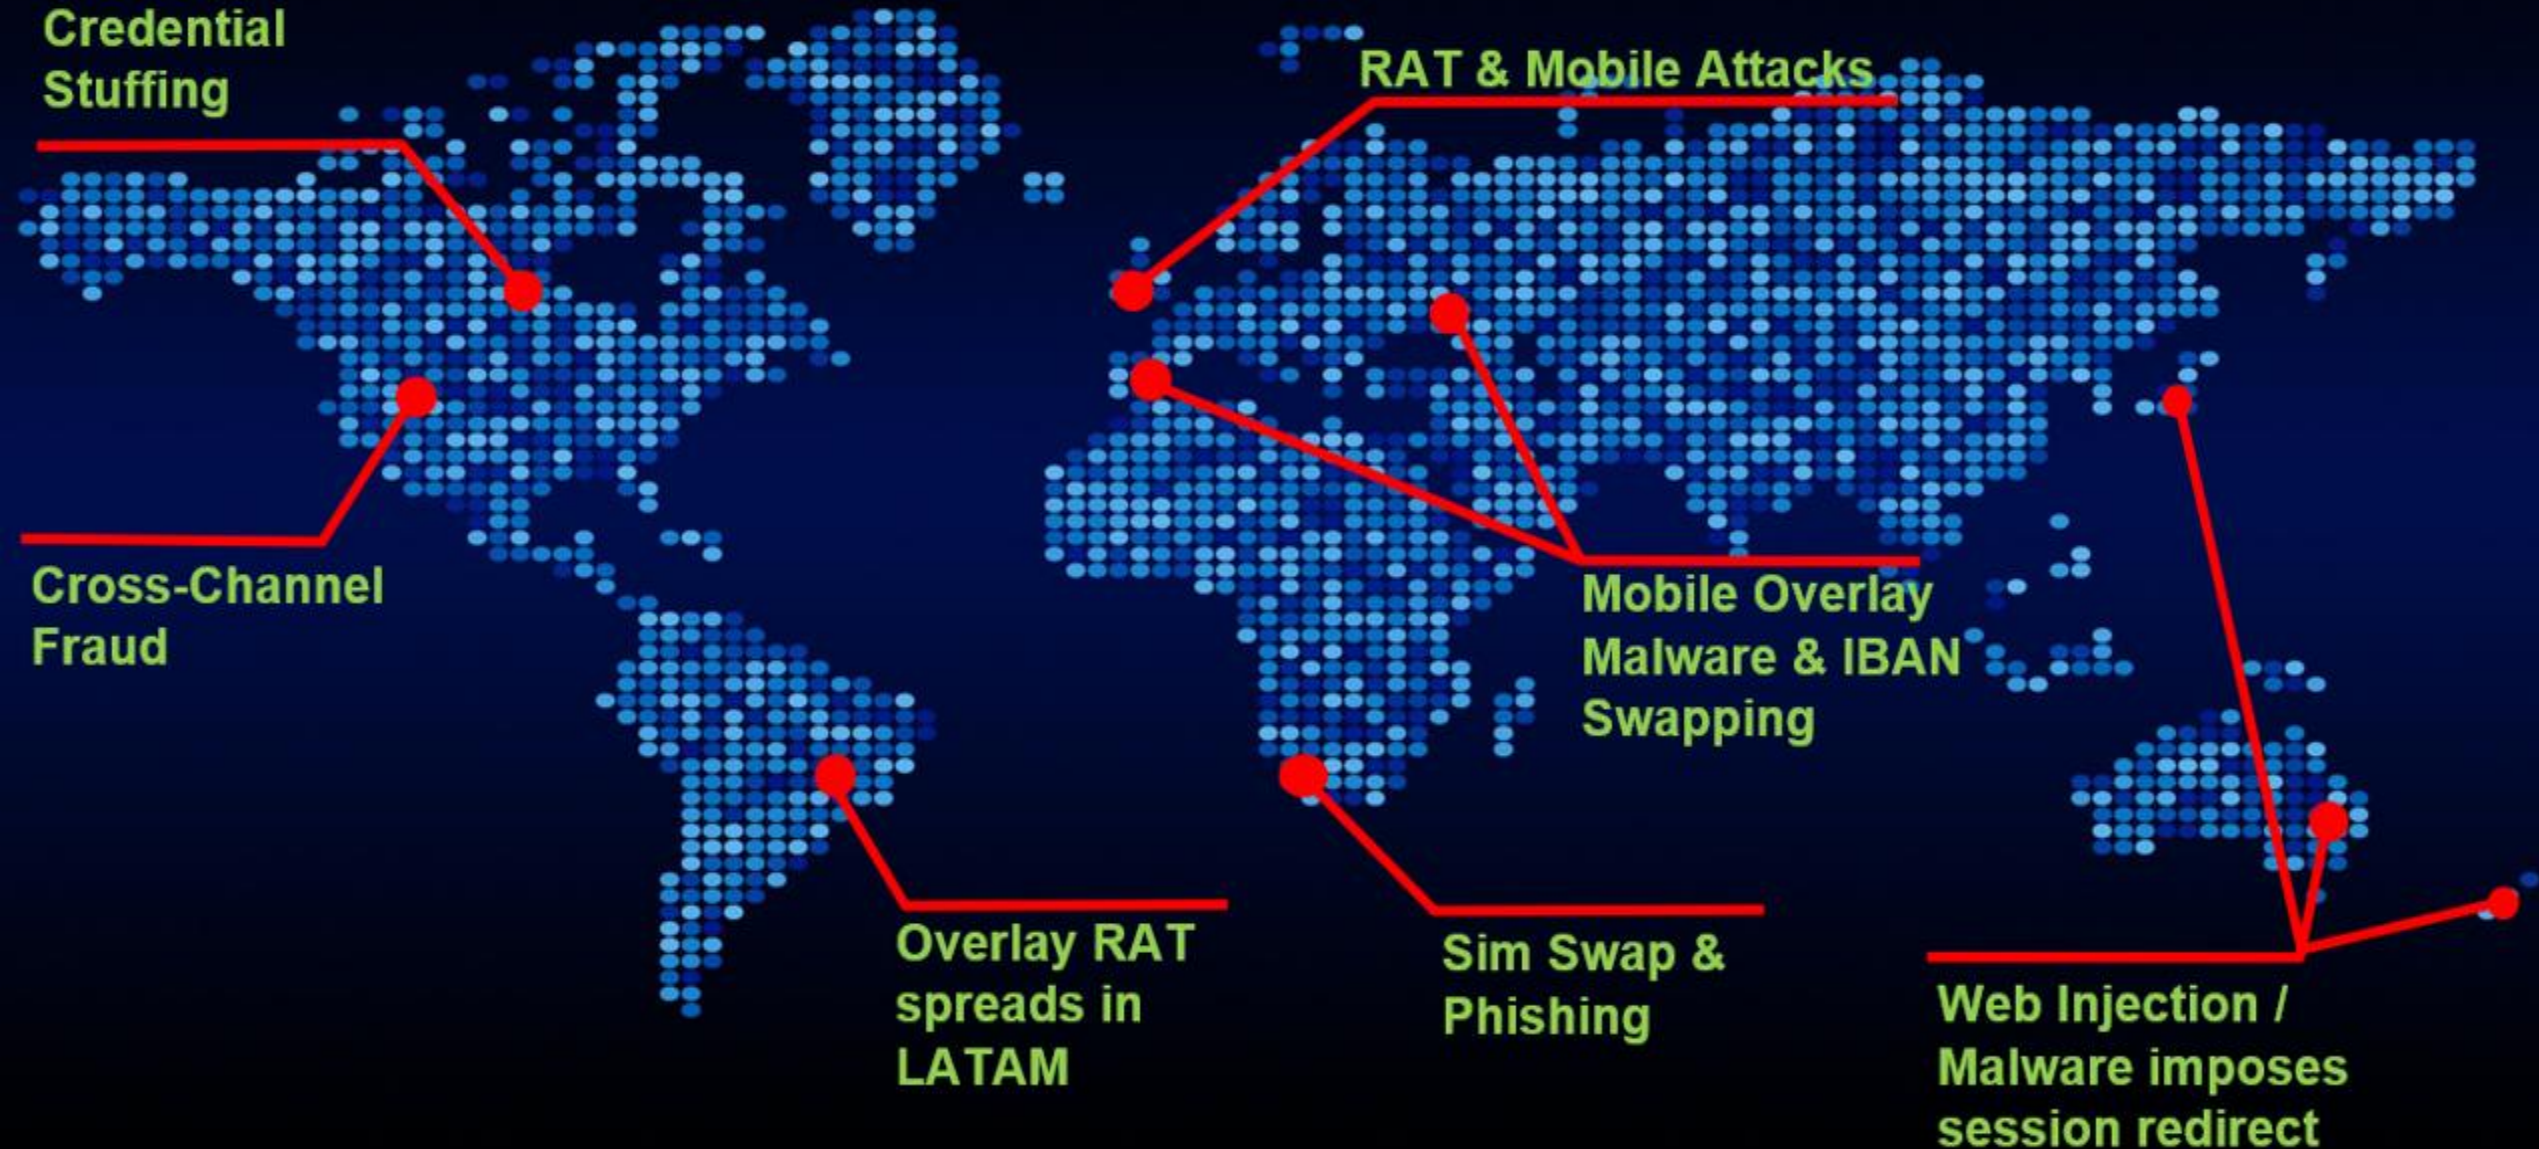 Credential
Stuffing
RAT & Mobile Attacks
Cross-Channel
Fraud
Mobile Overlay
Malware & IBAN
Swapping
Overlay RAT
spreads in
LATAM
Sim Swap &
Phishing
Web Injection /
Malware imposes
session redirect